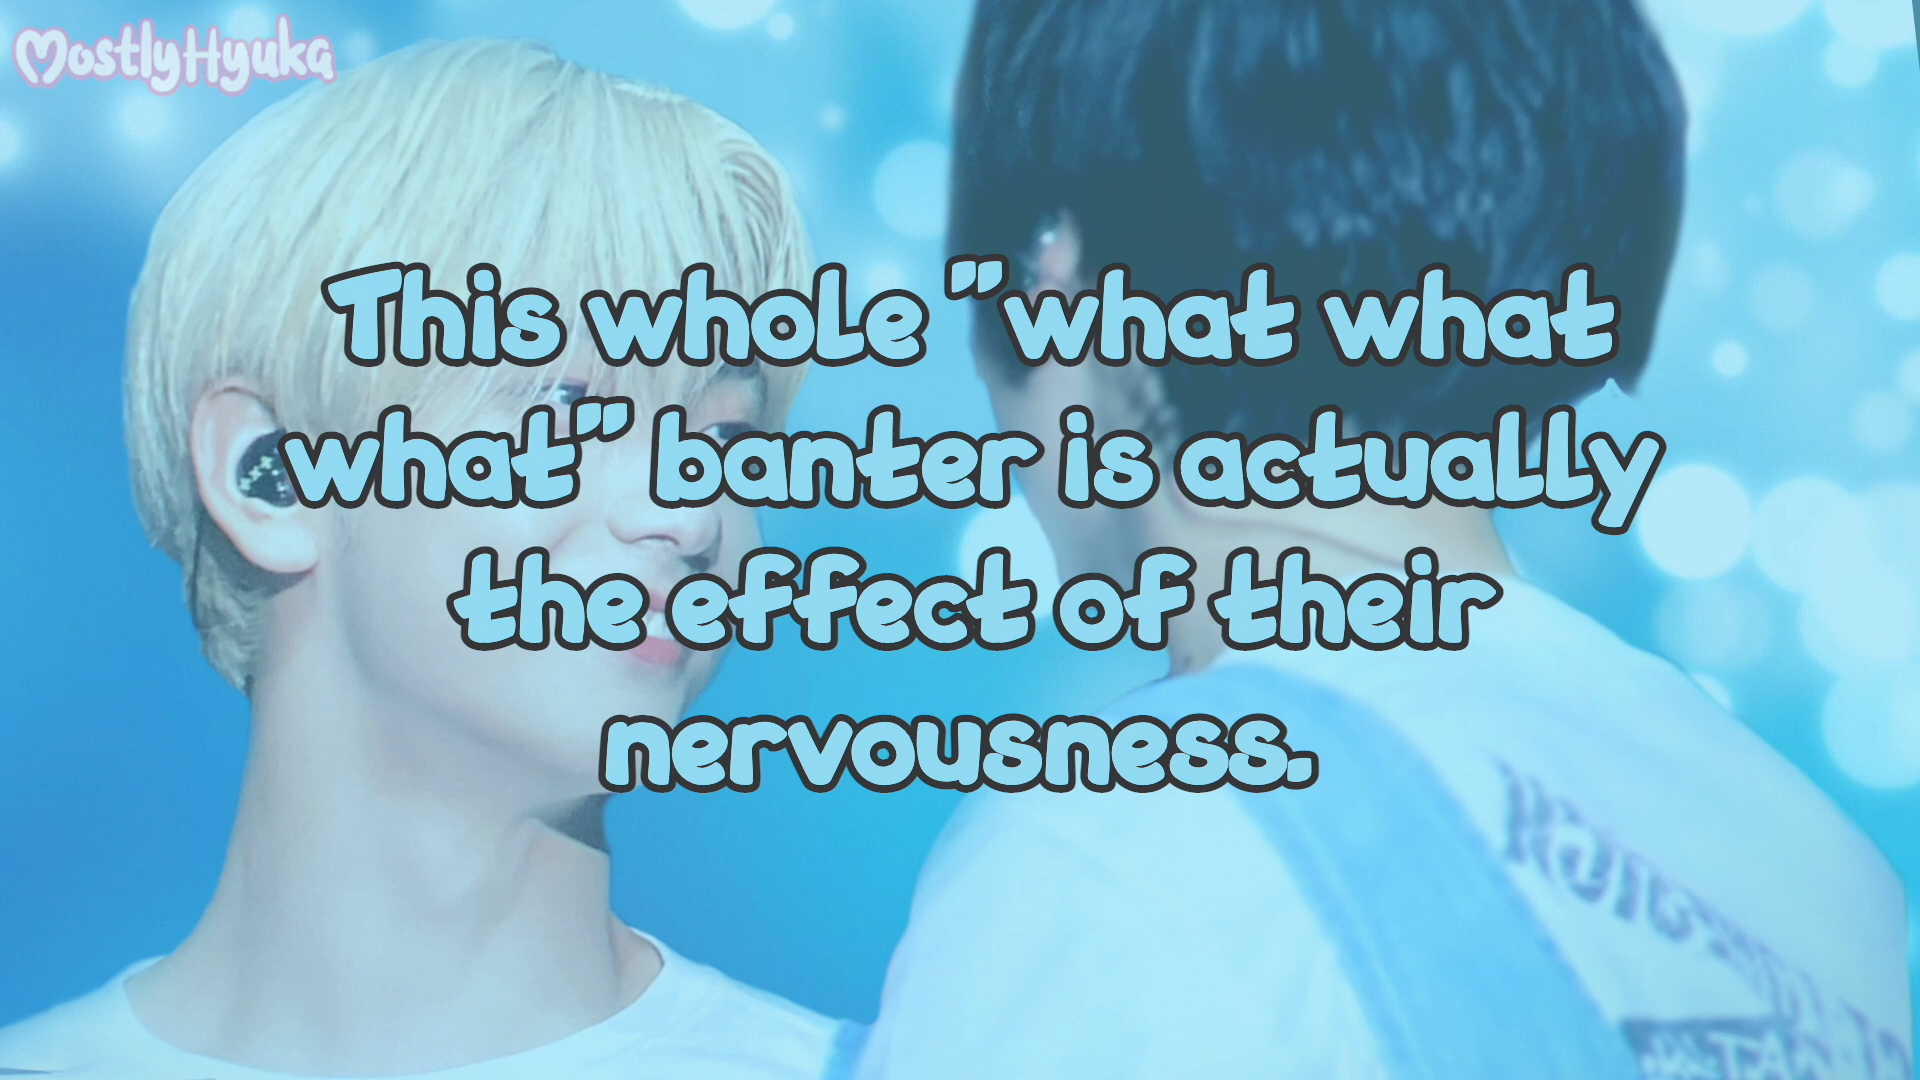 MostlyHyuka
This whole "what what
what" banter is actually
the effect of their
nervousness.